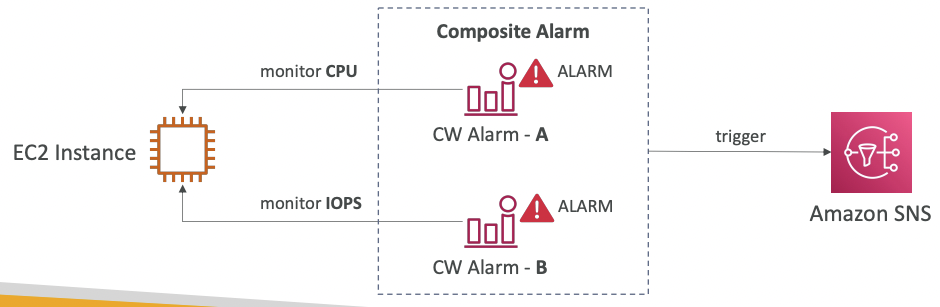 Composite Alarm
monitor CPU
ALARM
CW Alarm - A
EC2 Instance
trigger
monitor IOPS
ALARM
Amazon SNS
CW Alarm - B